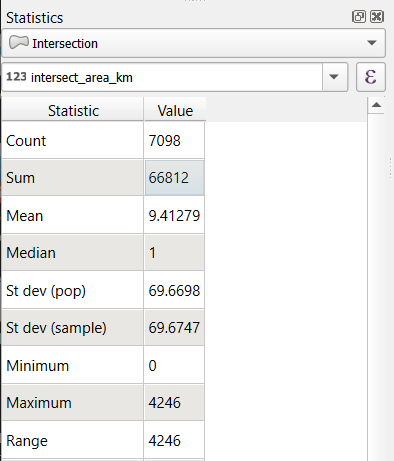 Statistics
Intersection
123 intersect_area_km
ε
Statistic Value
Count 7098
Sum 66812
Mean 9.41279
Median 1
St dev (pop) 69.6698
St dev (sample) 69.6747
Minimum 0
Maximum 4246
Range 4246